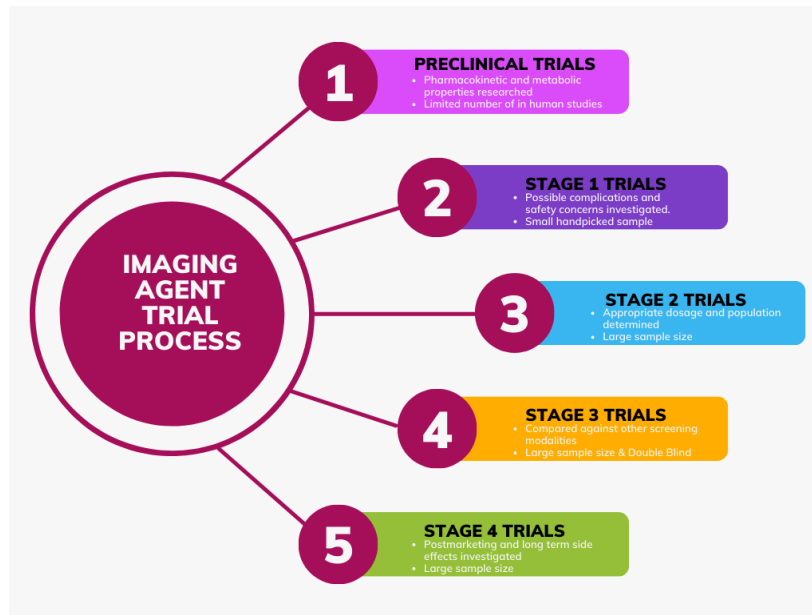 IMAGING
AGENT
TRIAL
PROCESS
1
PRECLINICAL TRIALS
• Pharmacokinetic and metabolic
properties researched
• Limited number of in human studies
2
STAGE 1 TRIALS
• Possible complications and
safety concerns investigated.
• Small handpicked sample
3
STAGE 2 TRIALS
• Appropriate dosage and population
determined
• Large sample size
4
STAGE 3 TRIALS
• Compared against other screening
modalities
• Large sample size & Double Blind
5
STAGE 4 TRIALS
• Postmarketing and long term side
effects investigated
• Large sample size